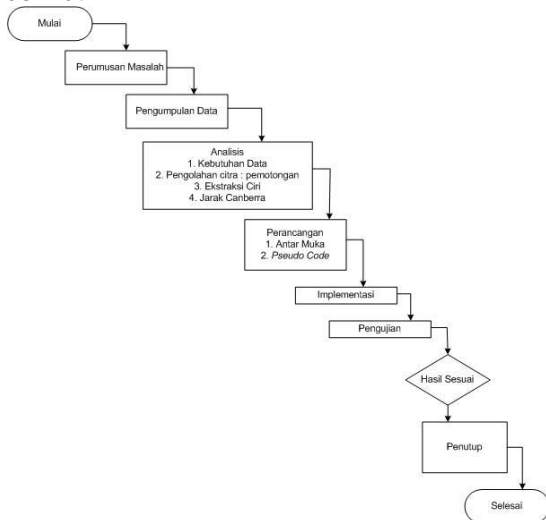 Mulai
Perumusan Masalah
Pengumpulan Data
Analisis
1. Kebutuhan Data
2. Pengolahan citra : pemotongan
3. Ekstraksi Ciri
4. Jarak Canberra
Perancangan
1. Antar Muka
2. Pseudo Code
Implementasi
Pengujian
Hasil Sesuai
Penutup
Selesai